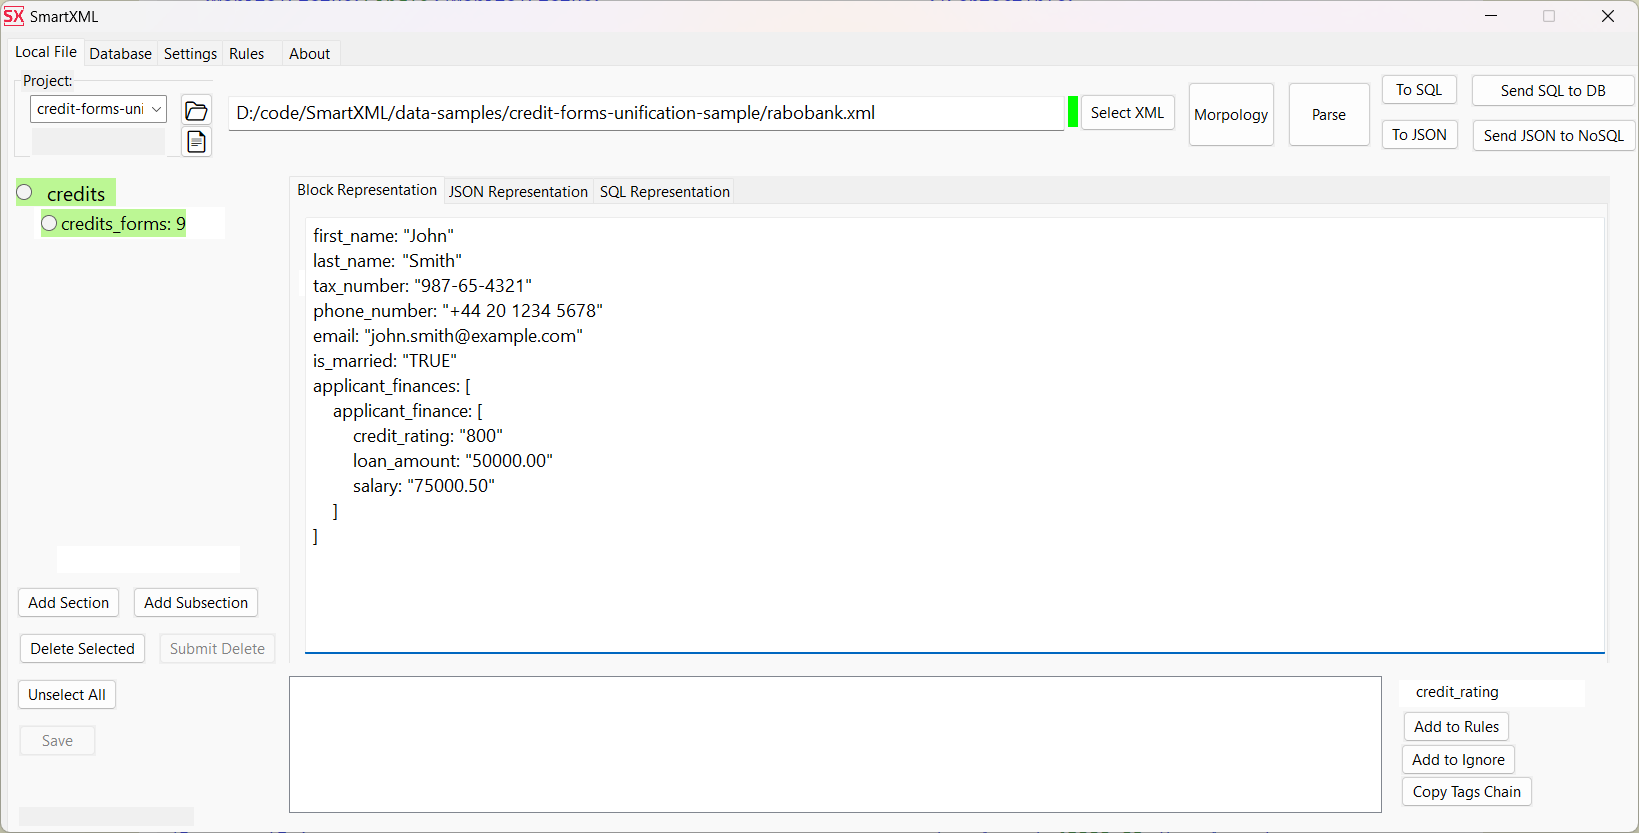 SX SmartXML
Local File Database Settings Rules About
Project:
credit-forms-uni
D:/code/SmartXML/data-samples/credit-forms-unification-sample/rabobank.xml
Select XML
Morpology
Parse
To SQL
Send SQL to DB
To JSON
Send JSON to NoSQL
credits
credits_forms: 9
Block Representation JSON Representation SQL Representation
first_name: "John"
last_name: "Smith"
tax_number: "987-65-4321"
phone_number: "+44 20 1234 5678"
email: "john.smith@example.com"
is_married: "TRUE"
applicant_finances: [
applicant_finance: [
credit_rating: "800"
loan_amount: "50000.00"
salary: "75000.50"
]
]
Add Section Add Subsection
Delete Selected Submit Delete
Unselect All
Save
credit_rating
Add to Rules
Add to Ignore
Copy Tags Chain